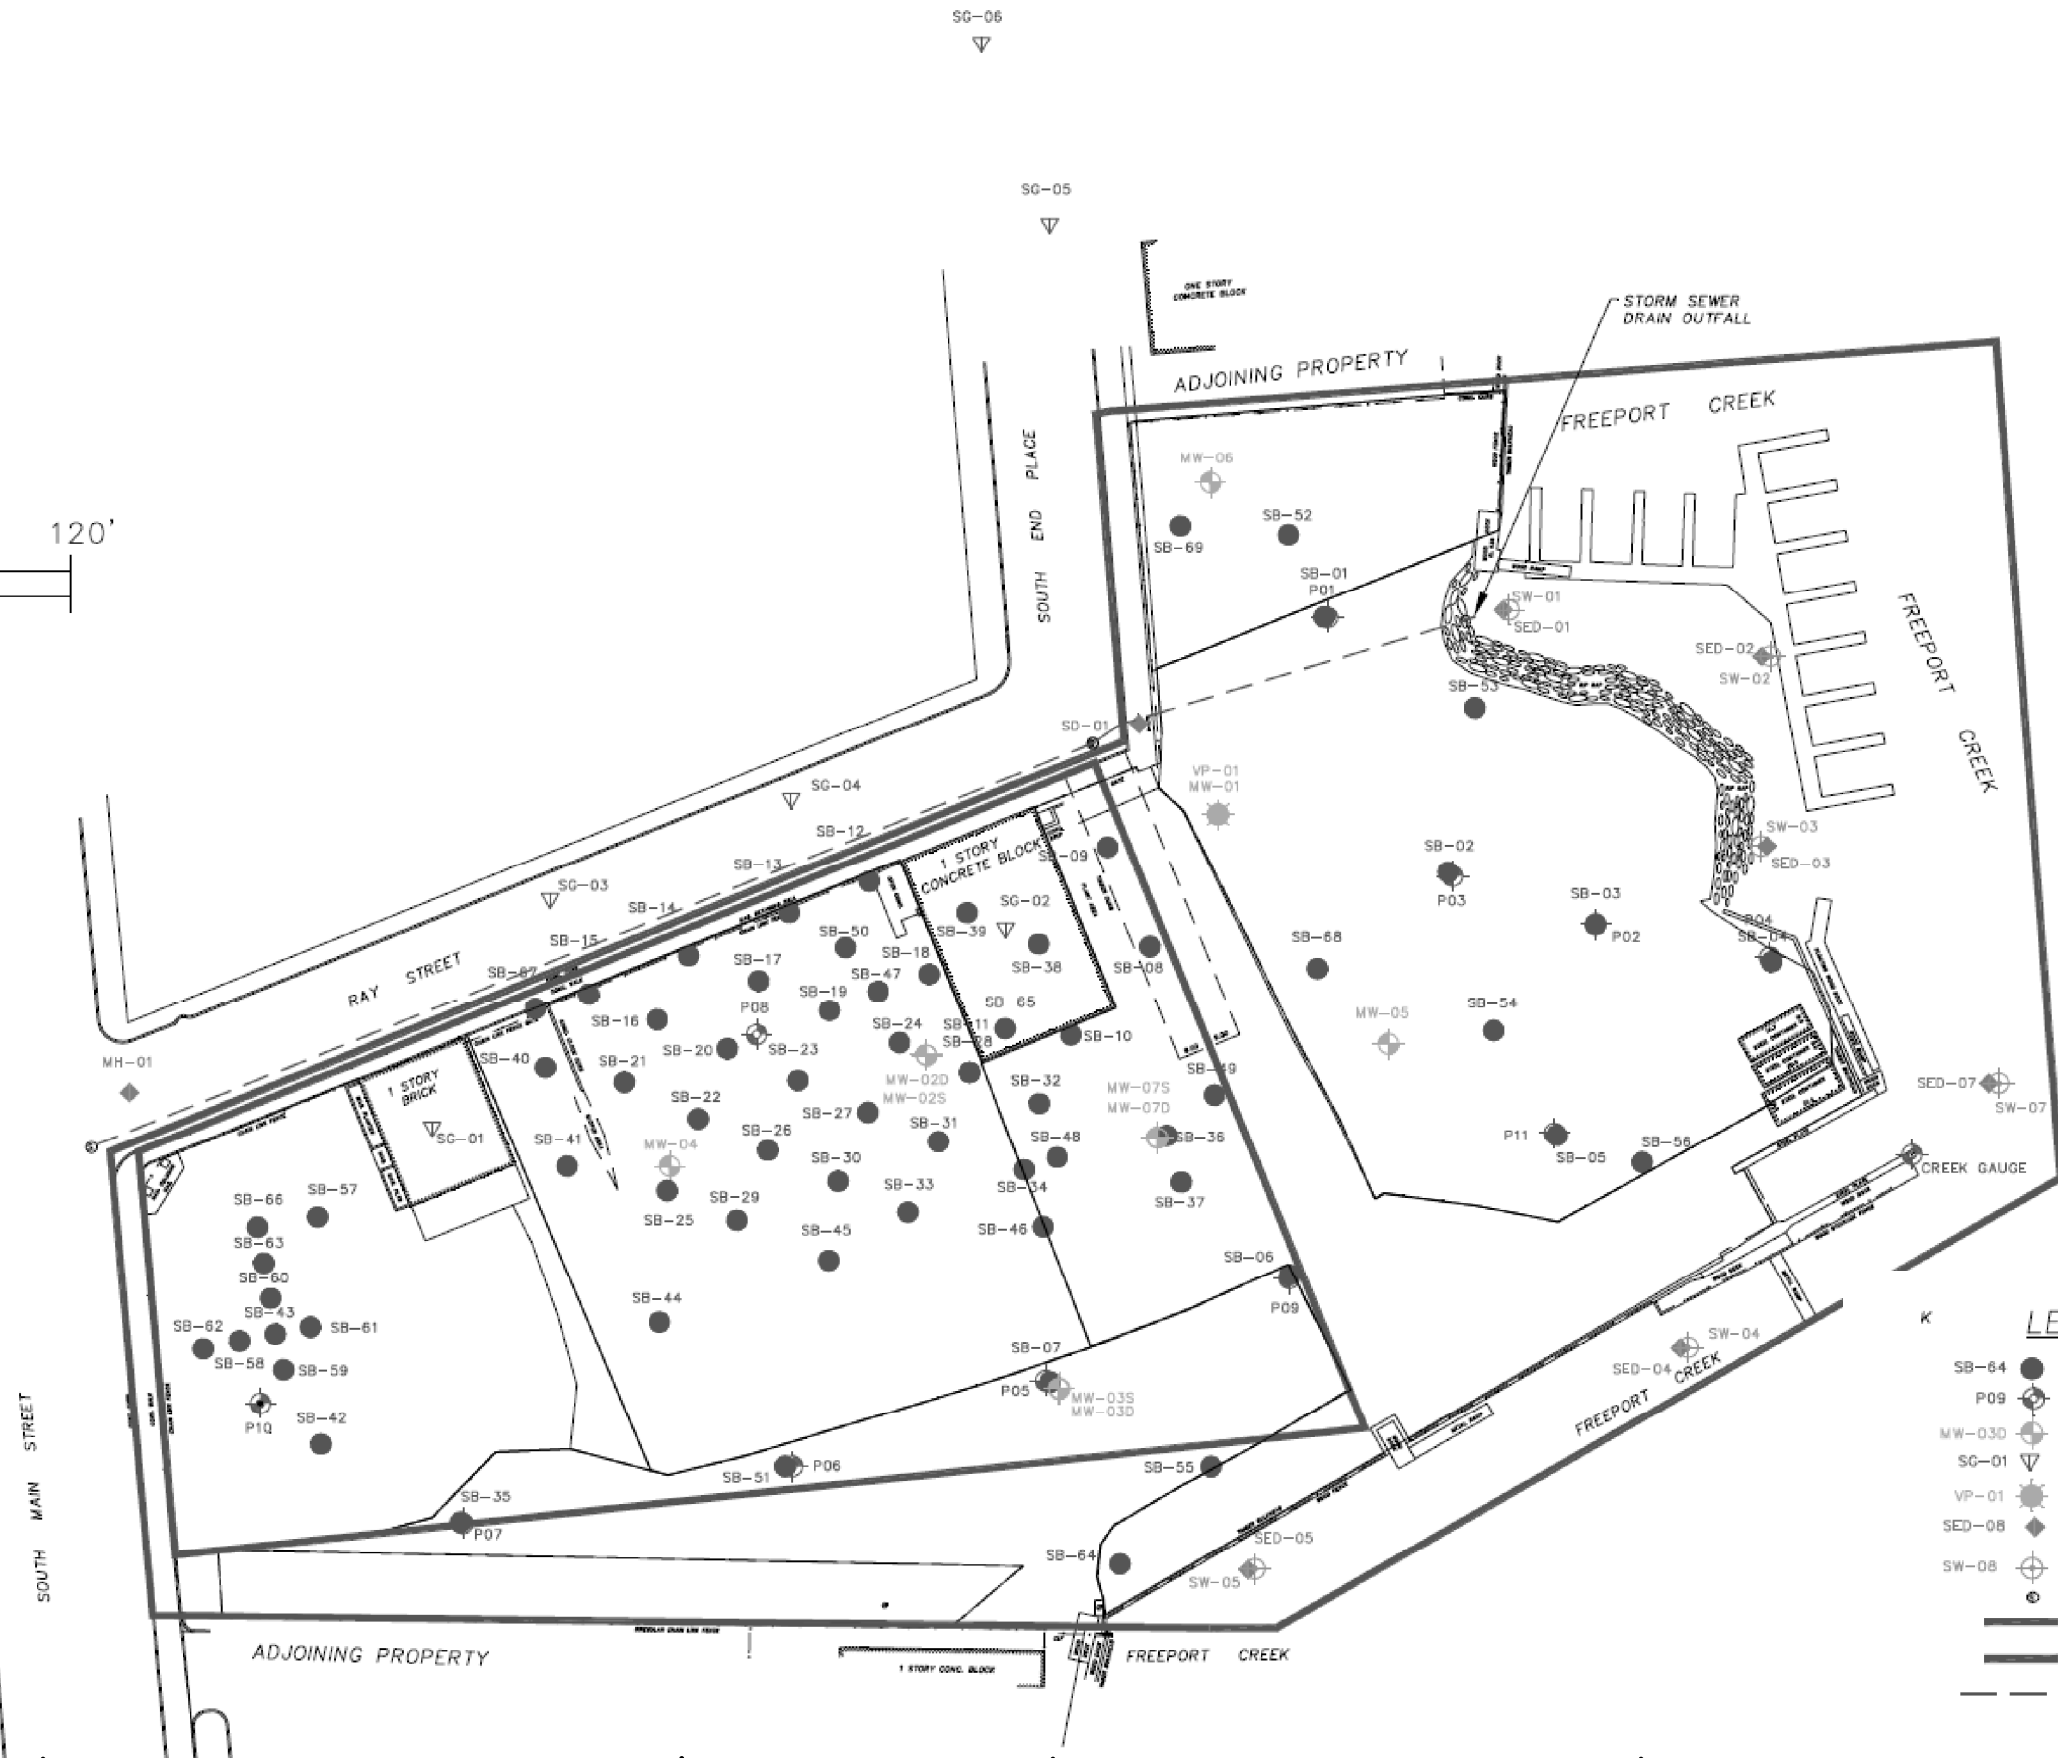 SG-06
SG-05
ONE STORY
CONCRETE BLOCK
STORM SEWER
DRAIN OUTFALL
ADJOINING PROPERTY
FREEPORT CREEK
SOUTH END PLACE
MW-06
120'
SB-52
SB-69
SB-01
P01
SW-01
SED-01
FREEPORT CREEK
SED-02
SW-02
SB-53
SD-01
VP-01
MW-01
SG-04
SB-12
SW-03
SED-03
SB-02
P03
SB-03
P02
P04
SB-04
SB-13
1 STORY
CONCRETE BLOCK
SB-09
SG-03
SB-14
SG-02
SB-50
SB-39
SB-15
SB-18
SB-38
SB-08
SB-68
RAY STREET
SB-67
SB-17
SB-47
SB-19
P08
SB-16
SB-24
SB-11
SB-10
SB-54
MW-05
MH-01
SB-40
SB-21
SB-20
SB-23
SB-28
MW-02D
MW-02S
SB-32
MW-07S
MW-07D
SB-49
SED-07
SW-07
1 STORY
BRICK
SG-01
SB-22
SB-27
SB-31
SB-41
MW-04
SB-26
SB-48
SB-36
P11
SB-05
SB-56
CREEK GAUGE
SB-30
SB-34
SB-37
SB-66
SB-57
SB-25
SB-29
SB-33
SB-46
SB-63
SB-45
SB-06
P09
SB-60
SB-43
SB-44
SB-62
SB-61
SB-58
SB-59
SB-07
P05
MW-03S
MW-03D
SW-04
SED-04
FREEPORT CREEK
K
LE
SB-64
P09
MW-03D
SG-01
VP-01
SED-08
SW-08
SB-42
SB-51
P06
SB-55
SB-35
P07
SOUTH MAIN STREET
SB-64
SED-05
SW-05
ADJOINING PROPERTY
1 STORY CONC. BLOCK
FREEPORT CREEK